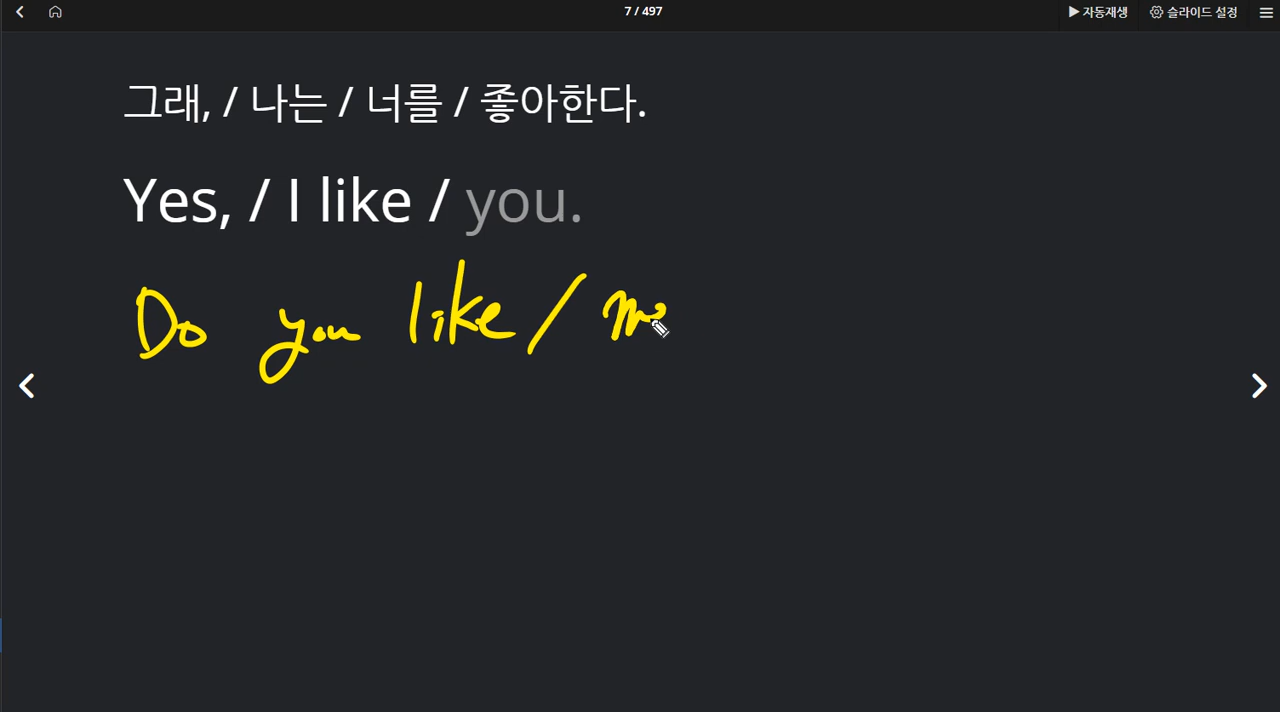 7 / 497
▶ 자동재생
슬라이드 설정
그래, / 나는 / 너를 / 좋아한다.
Yes, / I like / you.
Do you like / me